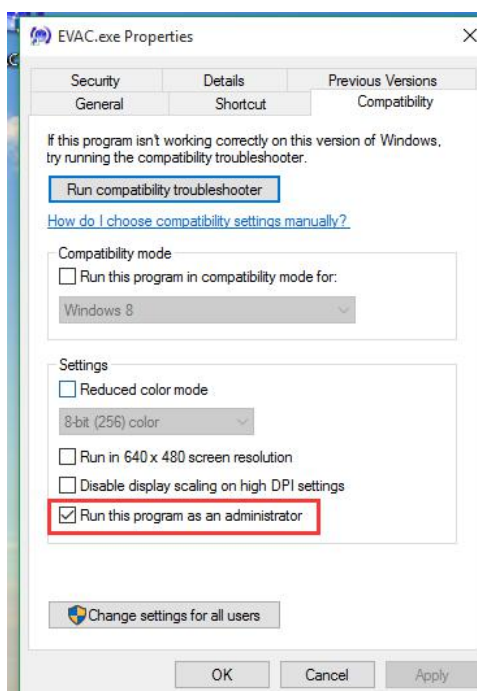 EVAC.exe Properties
Security Details Previous Versions
General Shortcut Compatibility
If this program isn't working correctly on this version of Windows,
try running the compatibility troubleshooter.
Run compatibility troubleshooter
How do I choose compatibility settings manually?
Compatibility mode
Run this program in compatibility mode for:
Windows 8
Settings
Reduced color mode
8-bit (256) color
Run in 640 x 480 screen resolution
Disable display scaling on high DPI settings
Run this program as an administrator
Change settings for all users
OK Cancel Apply